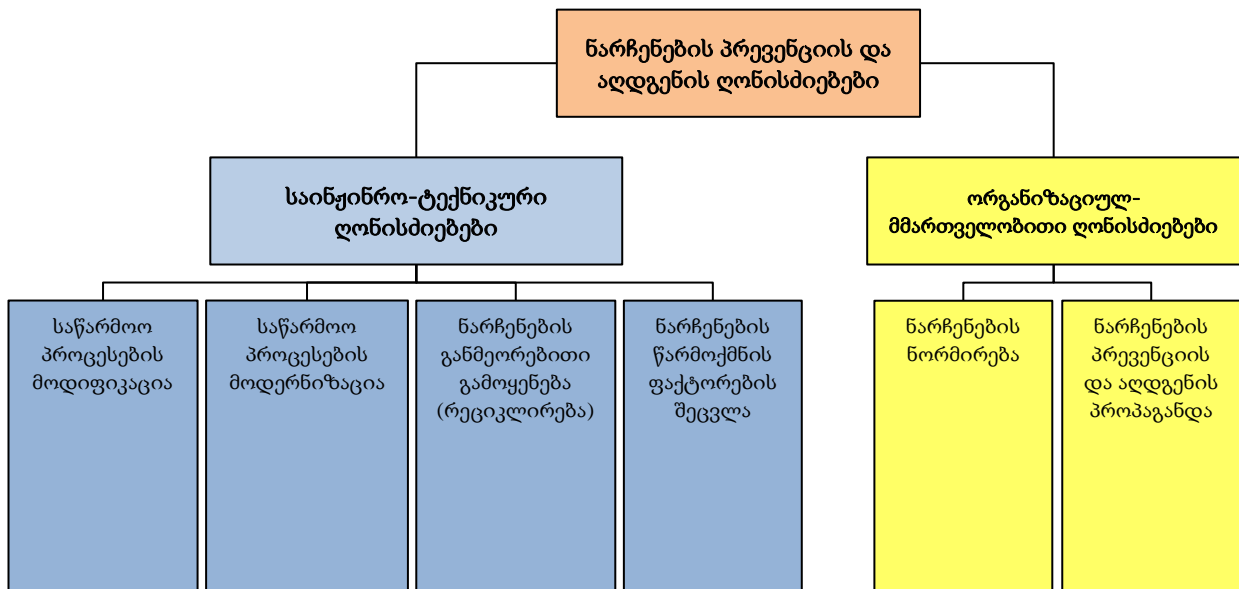 ნარჩენების პრევენციის და
აღდგენის ღონისძიებები
საინჟინრო-ტექნიკური
ღონისძიებები
ორგანიზაციულ-
მმართველობითი ღონისძიებები
საწარმოო
პროცესების
მოდიფიკაცია
საწარმოო
პროცესების
მოდერნიზაცია
ნარჩენების
განმეორებითი
გამოყენება
(რეციკლირება)
ნარჩენების
წარმოქმნის
ფაქტორების
შეცვლა
ნარჩენების
ნორმირება
ნარჩენების
პრევენციის
და აღდგენის
პროპაგანდა